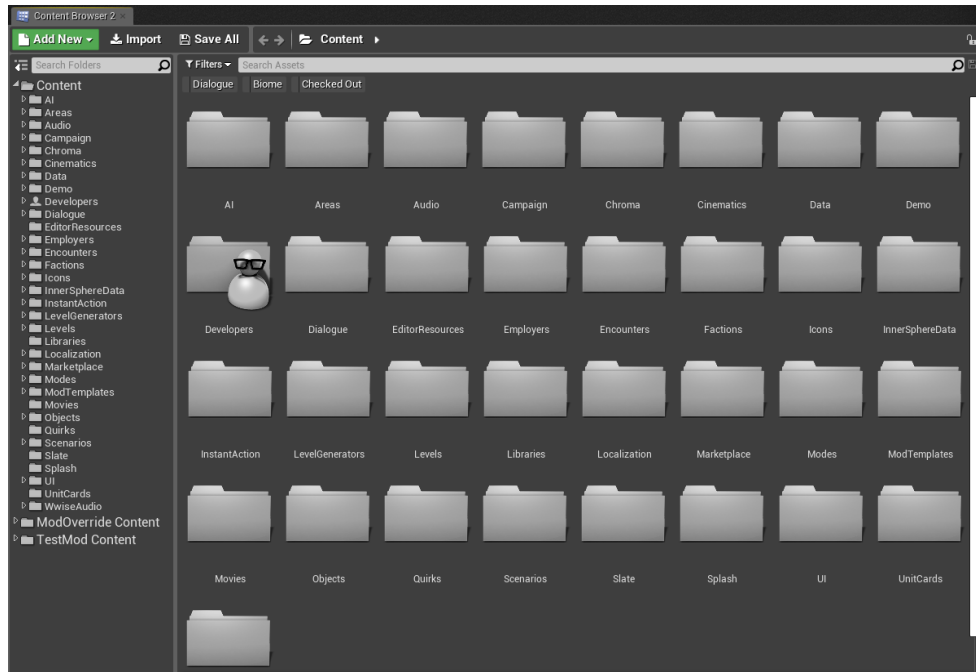 Content Browser 2
Add New Import Save All Content
Search Folders
Filters Search Assets
Dialogue Biome Checked Out
Content
AI
Areas
Audio
Campaign
Chroma
Cinematics
Data
Demo
Developers
Dialogue
EditorResources
Employers
Encounters
Factions
Icons
InnerSphereData
InstantAction
LevelGenerators
Levels
Libraries
Localization
Marketplace
Modes
ModTemplates
Movies
Objects
Quirks
Scenarios
Slate
Splash
UI
UnitCards
WwiseAudio
ModOverride Content
TestMod Content
AI Areas Audio Campaign Chroma Cinematics Data Demo
Developers Dialogue EditorResources Employers Encounters Factions Icons InnerSphereData
InstantAction LevelGenerators Levels Libraries Localization Marketplace Modes ModTemplates
Movies Objects Quirks Scenarios Slate Splash UI UnitCards